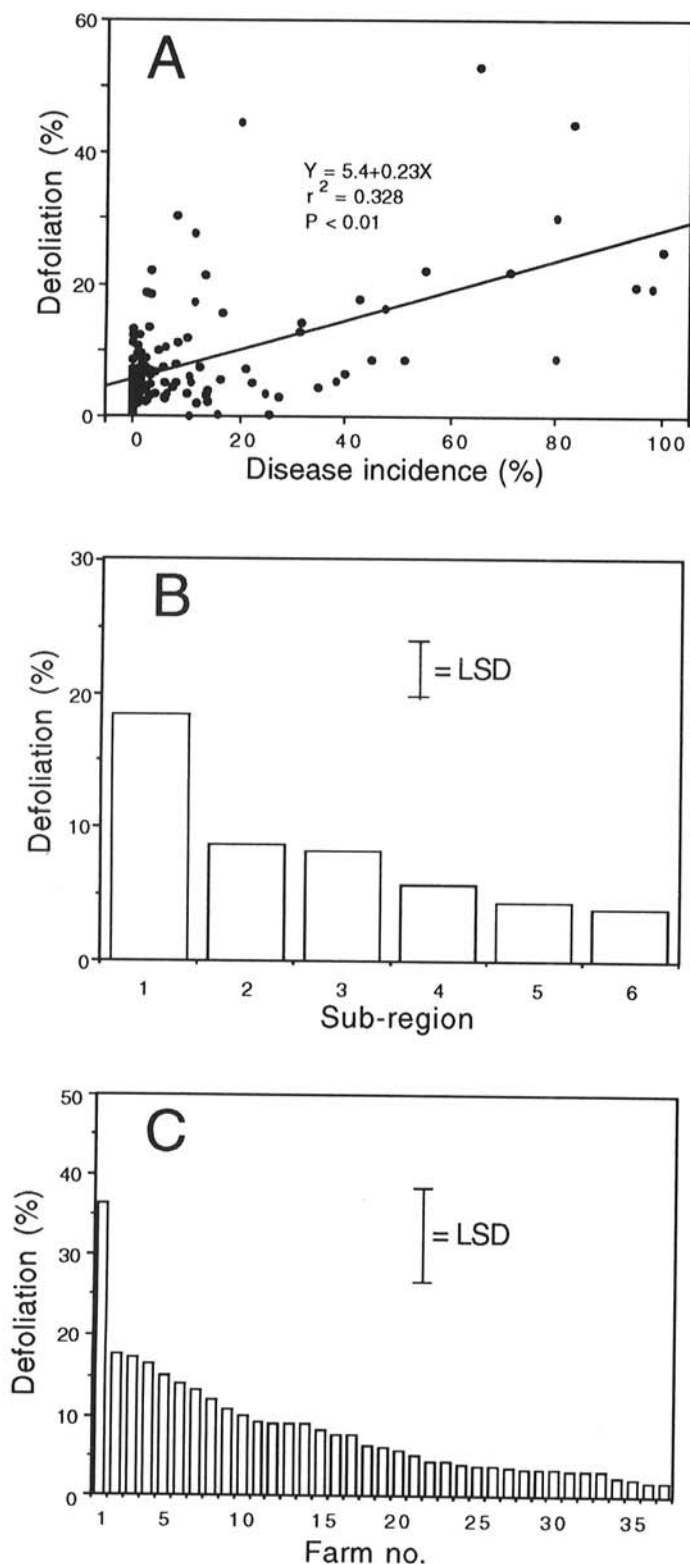 A
60
40
20
0
Defoliation (%)
Y = 5.4+0.23X
r 2 = 0.328
P < 0.01
0 20 40 60 80 100
Disease incidence (%)
B
30
20
10
0
Defoliation (%)
= LSD
1 2 3 4 5 6
Sub-region
C
50
40
30
20
10
0
Defoliation (%)
= LSD
1 5 10 15 20 25 30 35
Farm no.